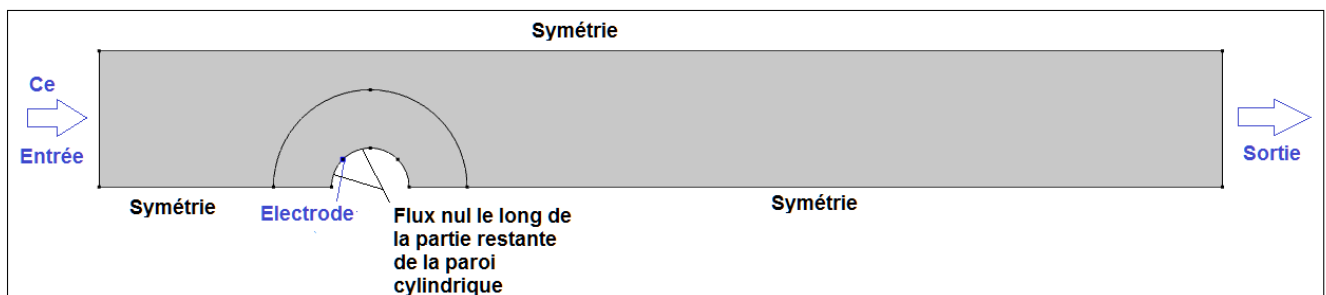 Symétrie
Ce
Entrée
Sortie
Symétrie
Electrode
Flux nul le long de
la partie restante
de la paroi
cylindrique
Symétrie